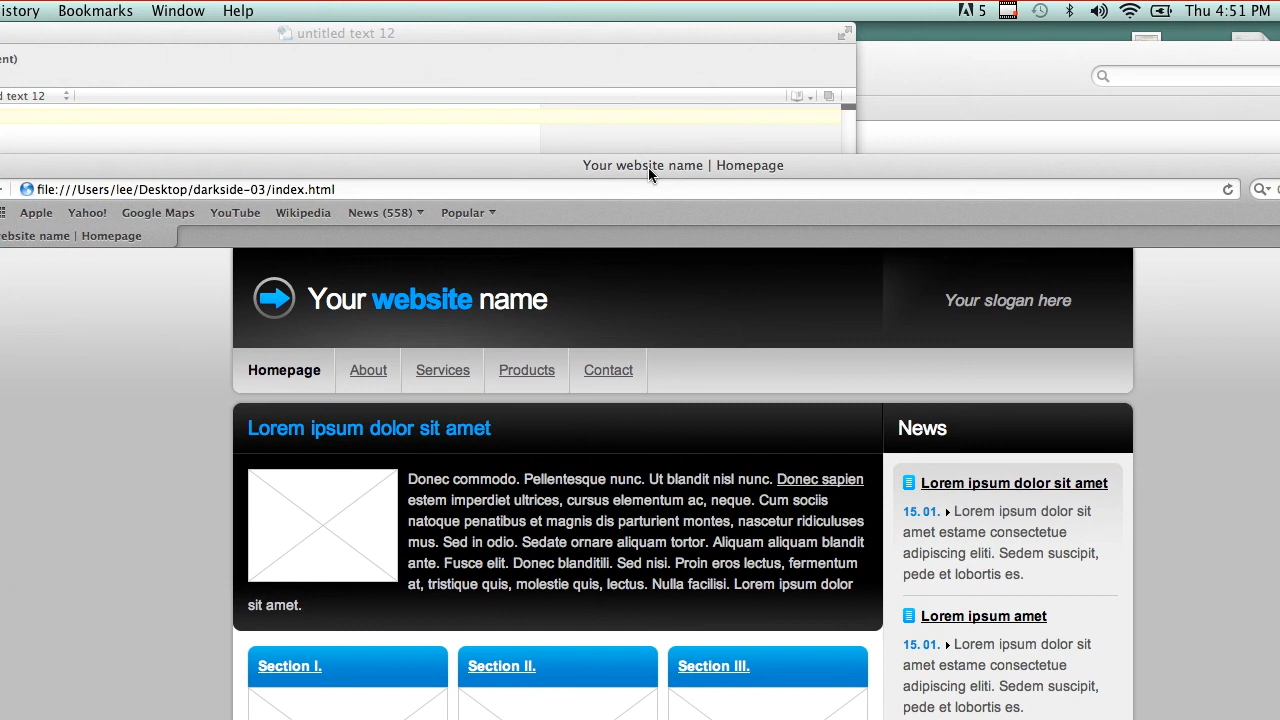 istory Bookmarks Window Help 5 Thu 4:51 PM
untitled text 12
ent)
d text 12
Your website name | Homepage
file:///Users/lee/Desktop/darkside-03/index.html
Apple Yahoo! Google Maps YouTube Wikipedia News (558) Popular
ebsite name | Homepage
Your website name
Your slogan here
Homepage About Services Products Contact
Lorem ipsum dolor sit amet
Donec commodo. Pellentesque nunc. Ut blandit nisl nunc. Donec sapien
estem imperdiet ultrices, cursus elementum ac, neque. Cum sociis
natoque penatibus et magnis dis parturient montes, nascetur ridiculuses
mus. Sed in odio. Sedate ornare aliquam tortor. Aliquam aliquam blandit
ante. Fusce elit. Donec blanditili. Sed nisi. Proin eros lectus, fermentum
at, tristique quis, molestie quis, lectus. Nulla facilisi. Lorem ipsum dolor
sit amet.
Section I. Section II. Section III.
News
Lorem ipsum dolor sit amet
15. 01. Lorem ipsum dolor sit
amet estame consectetue
adipiscing eliti. Sedem suscipit,
pede et lobortis es.
Lorem ipsum amet
15. 01. Lorem ipsum dolor sit
amet estame consectetue
adipiscing eliti. Sedem suscipit,
pede et lobortis es.